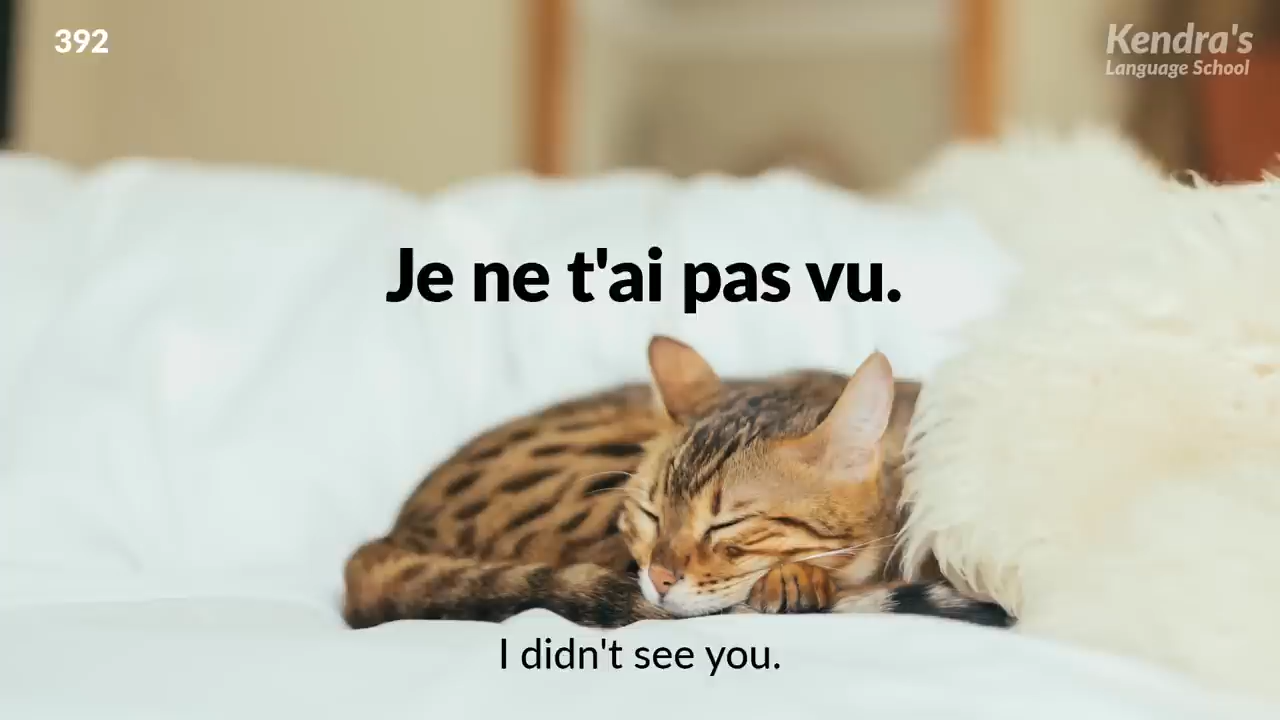 392
Kendra's
Language School
Je ne t'ai pas vu.
I didn't see you.